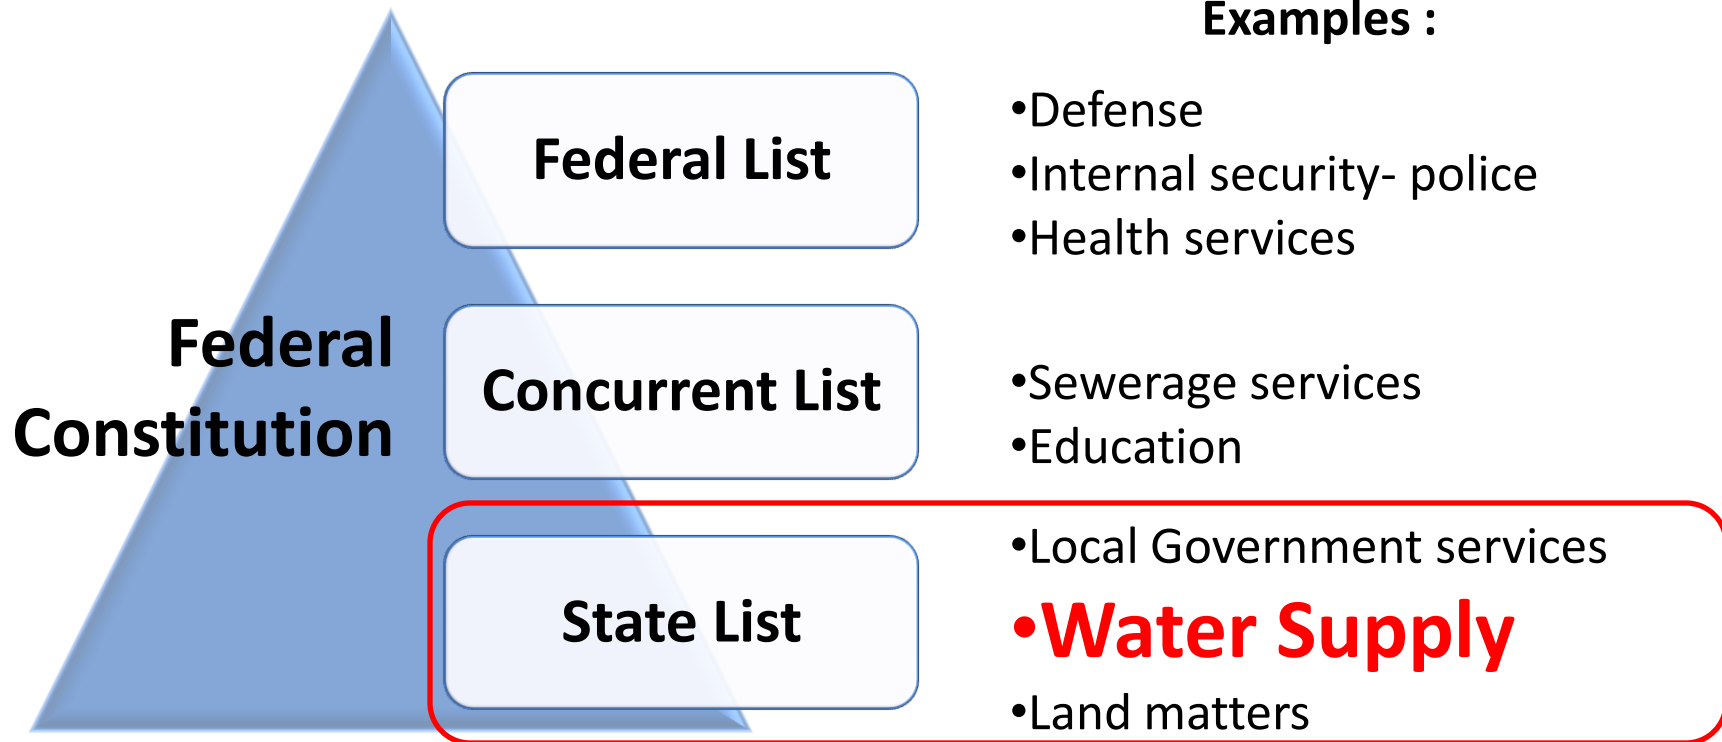 Examples :
Federal List
•Defense
•Internal security- police
•Health services
Federal
Constitution
Concurrent List
•Sewerage services
•Education
State List
•Local Government services
•Water Supply
•Land matters